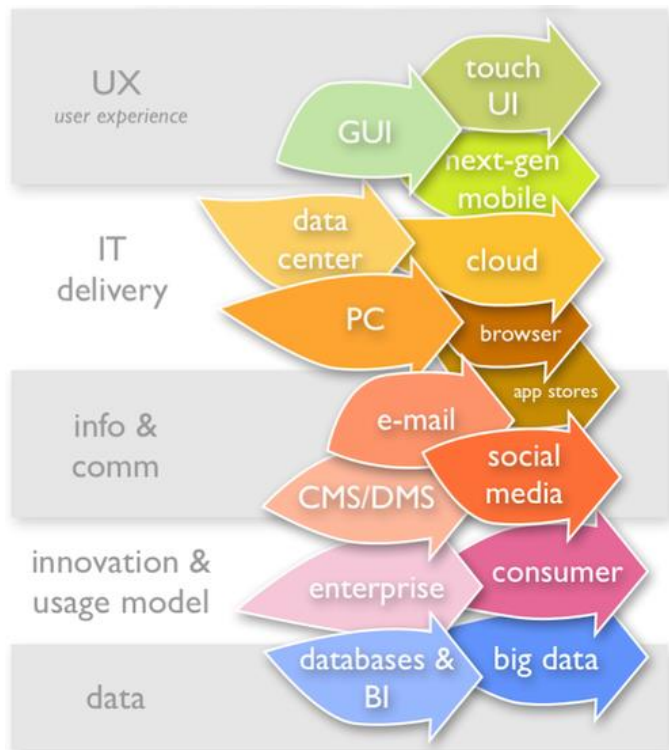 UX
user experience
touch
UI
GUI
next-gen
mobile
IT
delivery
data
center
cloud
PC
browser
app stores
info &
comm
e-mail
social
media
CMS/DMS
innovation &
usage model
enterprise
consumer
data
databases &
BI
big data